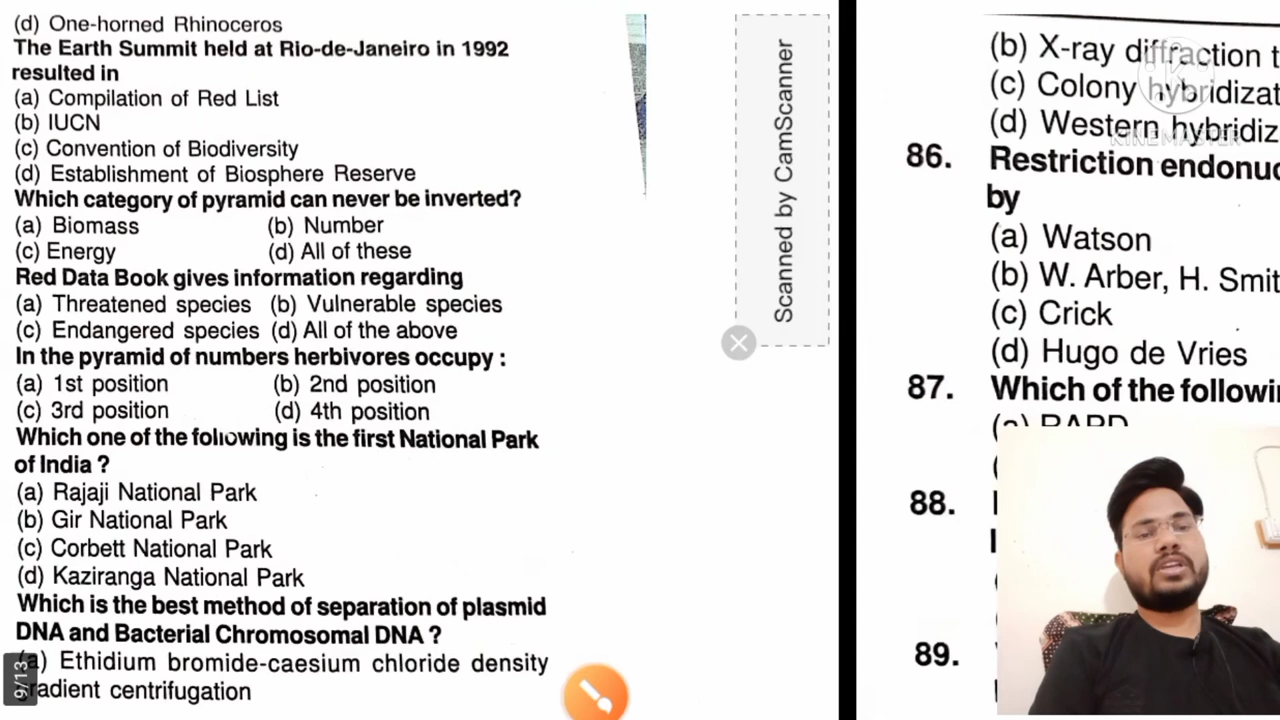 (d) One-horned Rhinoceros
The Earth Summit held at Rio-de-Janeiro in 1992
resulted in
(a) Compilation of Red List
(b) IUCN
(c) Convention of Biodiversity
(d) Establishment of Biosphere Reserve
Which category of pyramid can never be inverted?
(a) Biomass (b) Number
(c) Energy (d) All of these
Red Data Book gives information regarding
(a) Threatened species (b) Vulnerable species
(c) Endangered species (d) All of the above
In the pyramid of numbers herbivores occupy :
(a) 1st position (b) 2nd position
(c) 3rd position (d) 4th position
Which one of the following is the first National Park
of India ?
(a) Rajaji National Park
(b) Gir National Park
(c) Corbett National Park
(d) Kaziranga National Park
Which is the best method of separation of plasmid
DNA and Bacterial Chromosomal DNA ?
(a) Ethidium bromide-caesium chloride density
gradient centrifugation
9/13
Scanned by CamScanner
(b) X-ray diffraction t
(c) Colony hybridizat
(d) Western hybridiz
KINEMASTER
86. Restriction endonuc
by
(a) Watson
(b) W. Arber, H. Smit
(c) Crick
(d) Hugo de Vries
87. Which of the followi
(a) RAPD
88.
89.